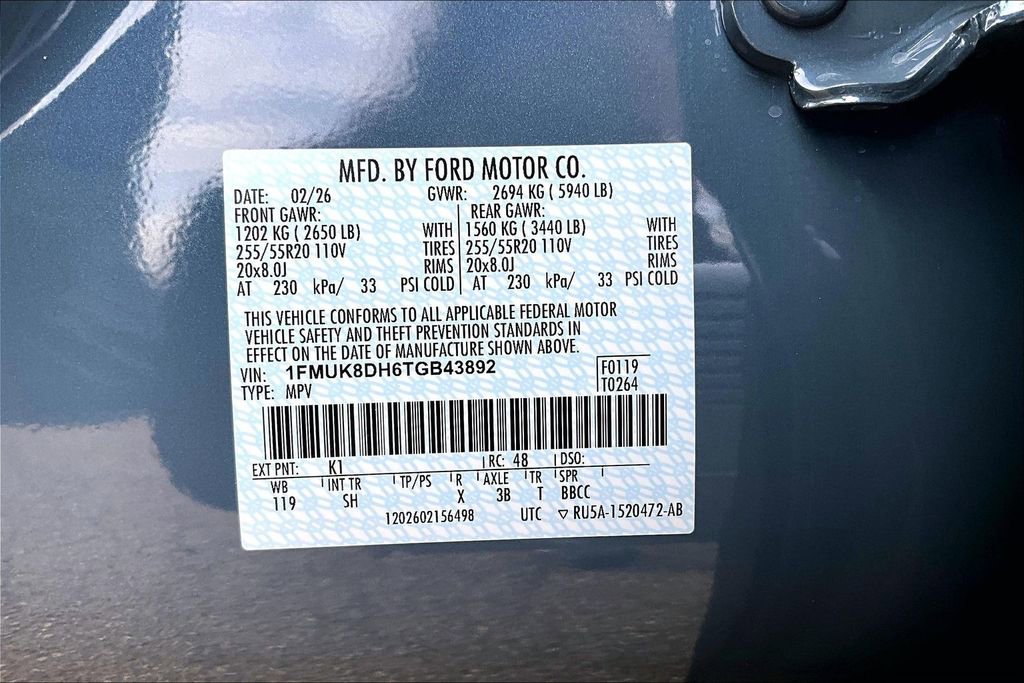 MFD. BY FORD MOTOR CO.
DATE: 02/26 GVWR: 2694 KG ( 5940 LB)
FRONT GAWR: REAR GAWR:
1202 KG ( 2650 LB) WITH 1560 KG ( 3440 LB) WITH
255/55R20 110V TIRES 255/55R20 110V TIRES
20x8.0J RIMS 20x8.0J RIMS
AT 230 kPa/ 33 PSI COLD AT 230 kPa/ 33 PSI COLD
THIS VEHICLE CONFORMS TO ALL APPLICABLE FEDERAL MOTOR
VEHICLE SAFETY AND THEFT PREVENTION STANDARDS IN
EFFECT ON THE DATE OF MANUFACTURE SHOWN ABOVE.
VIN: 1FMUK8DH6TGB43892 F0119
TYPE: MPV T0264
EXT PNT: K1 RC: 48 DSO:
WB INT TR TP/PS R AXLE TR SPR
119 SH X 3B T BBCC
1202602156498 UTC ▽ RU5A-1520472-AB